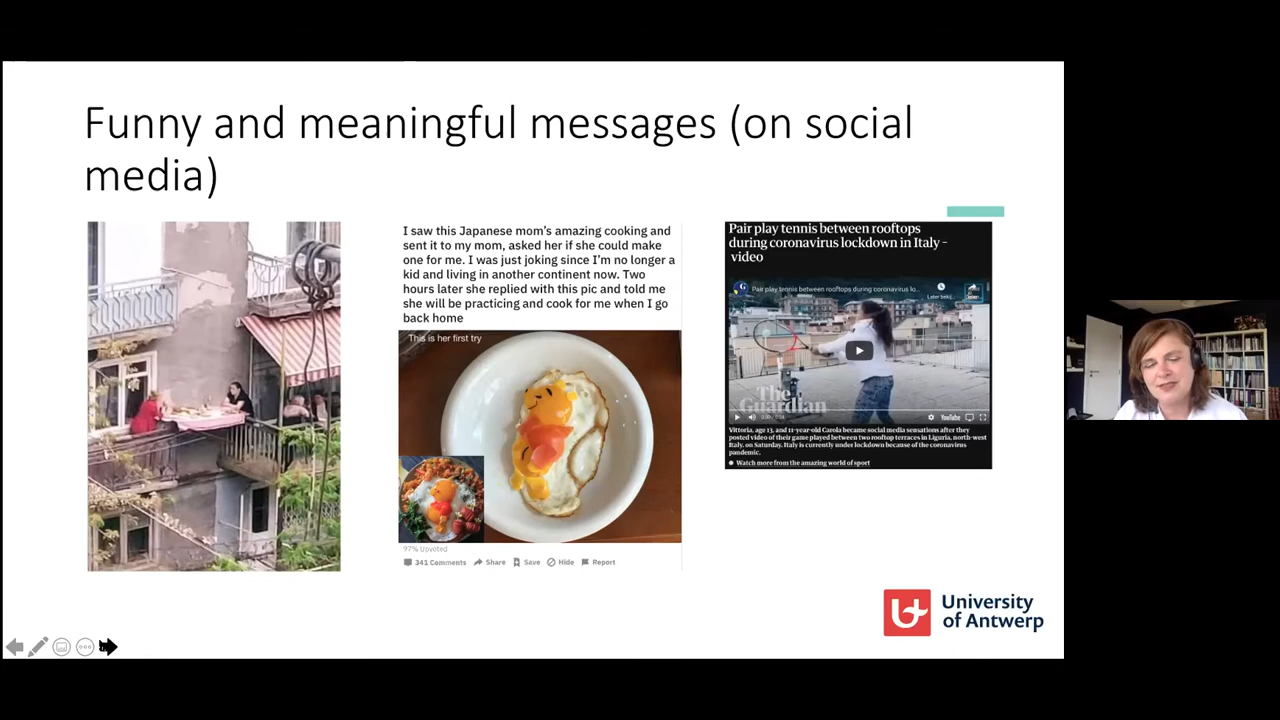 Funny and meaningful messages (on social
media)
I saw this Japanese mom's amazing cooking and
sent it to my mom, asked her if she could make
one for me. I was just joking since I'm no longer a
kid and living in another continent now. Two
hours later she replied with this pic and told me
she will be practicing and cook for me when I go
back home
This is her first try
97% Upvoted
341 Comments Share Save Hide Report
Pair play tennis between rooftops
during coronavirus lockdown in Italy -
video
Pair play tennis between rooftops during coronavirus lo...
Later
The
Guardian
YouTube
Vittoria, age 13, and 11-year-old Carola became social media sensations after they
posted video of their game played between two rooftop terraces in Liguria, north-west
Italy, on Saturday. Italy is currently under lockdown because of the coronavirus
pandemic.
Watch more from the amazing world of sport
University
of Antwerp